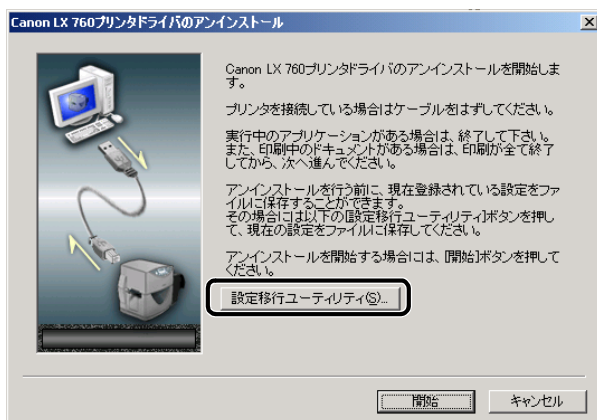 Canon LX 760プリンタドライバのアンインストール
Canon LX 760プリンタドライバのアンインストールを開始しま
す。
プリンタを接続している場合はケーブルをはずしてください。
実行中のアプリケーションがある場合は、終了して下さい。
また、印刷中のドキュメントがある場合は、印刷が全て終了
してから、次へ進んでください。
アンインストールを行う前に、現在登録されている設定をファ
イルに保存することができます。
その場合には以下の[設定移行ユーティリティ]ボタンを押し
て、現在の設定をファイルに保存してください。
アンインストールを開始する場合には、[開始]ボタンを押して
ください。
設定移行ユーティリティ(S)...
開始
キャンセル